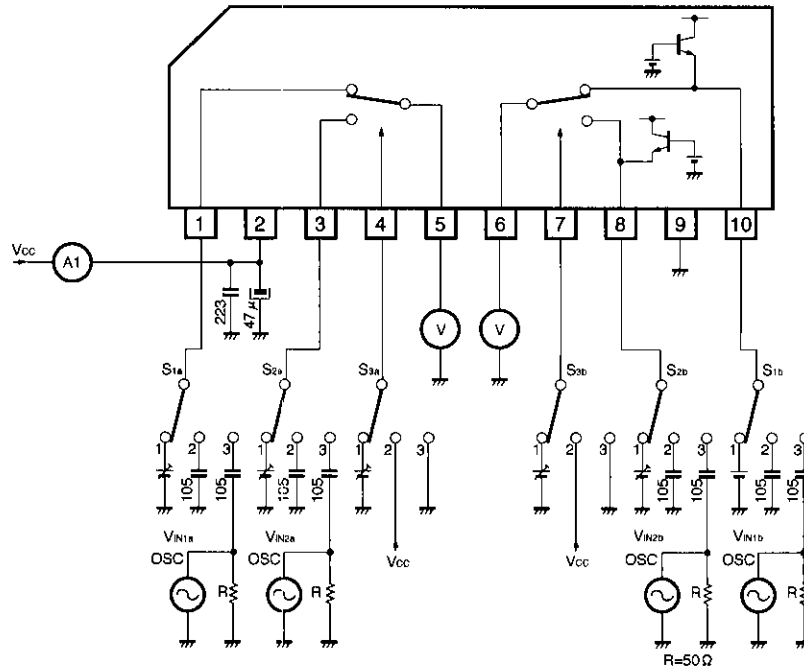 1 2 3 4 5 6 7 8 9 10
Vcc
A1
223
47μ
V V
S1a S2a S3a S3b S2b S1b
1 2 3 1 2 3 1 2 3 1 2 3 1 2 3 1 2 3
105 105 105 105 105 105 105 105
VIN1a VIN2a VIN2b VIN1b
OSC OSC OSC OSC
R R R R
Vcc Vcc
R=50Ω